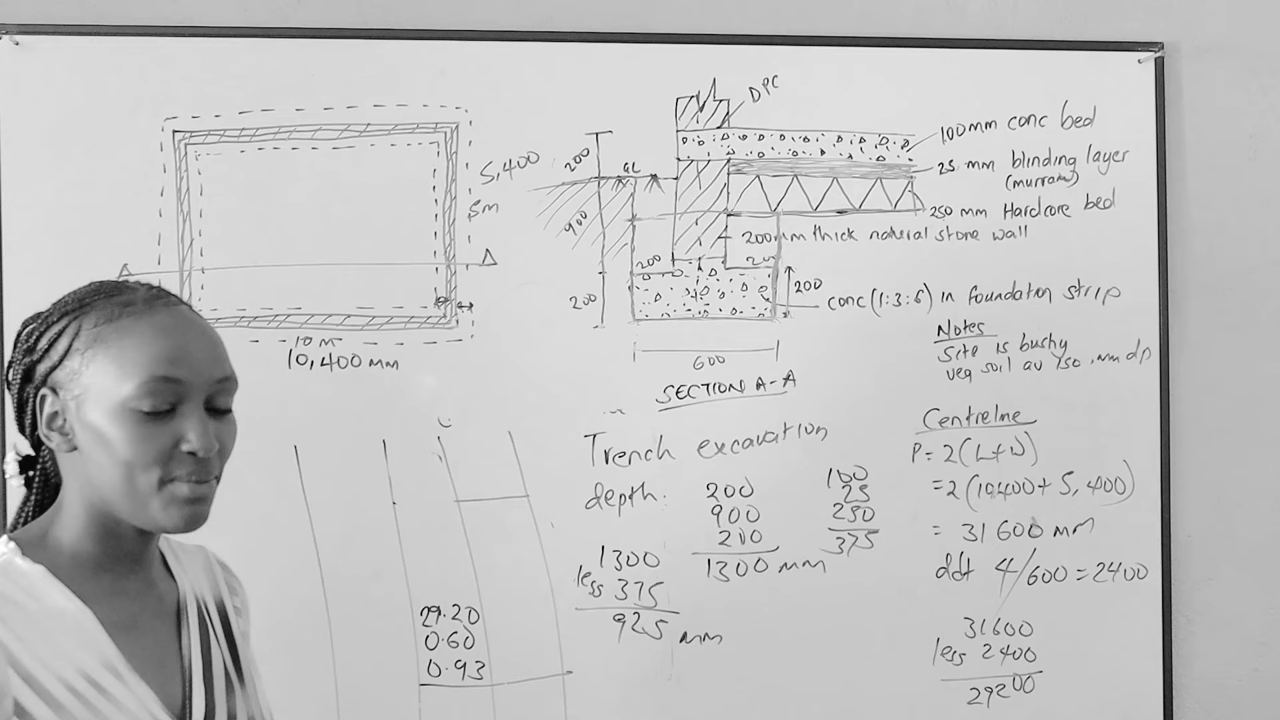 5,400
5m
10 m
10,400 mm
DPC
200
GL
900
200
200
200
600
SECTION A-A
100mm conc bed
25 mm blinding layer
(murram)
250 mm Hardcore bed
200mm thick natural stone wall
200
conc (1:3:6) in foundation strip
Notes
Site is bushy
veg soil av 150 mm dp
Trench excavation
depth:
200
900
200
1300 mm
100
25
250
375
1300
less 375
925 mm
29.20
0.60
0.93
Centreline
P = 2(L+W)
= 2(10,400 + 5,400)
= 31600 mm
ddt 4/600 = 2400
31600
less 2400
29200